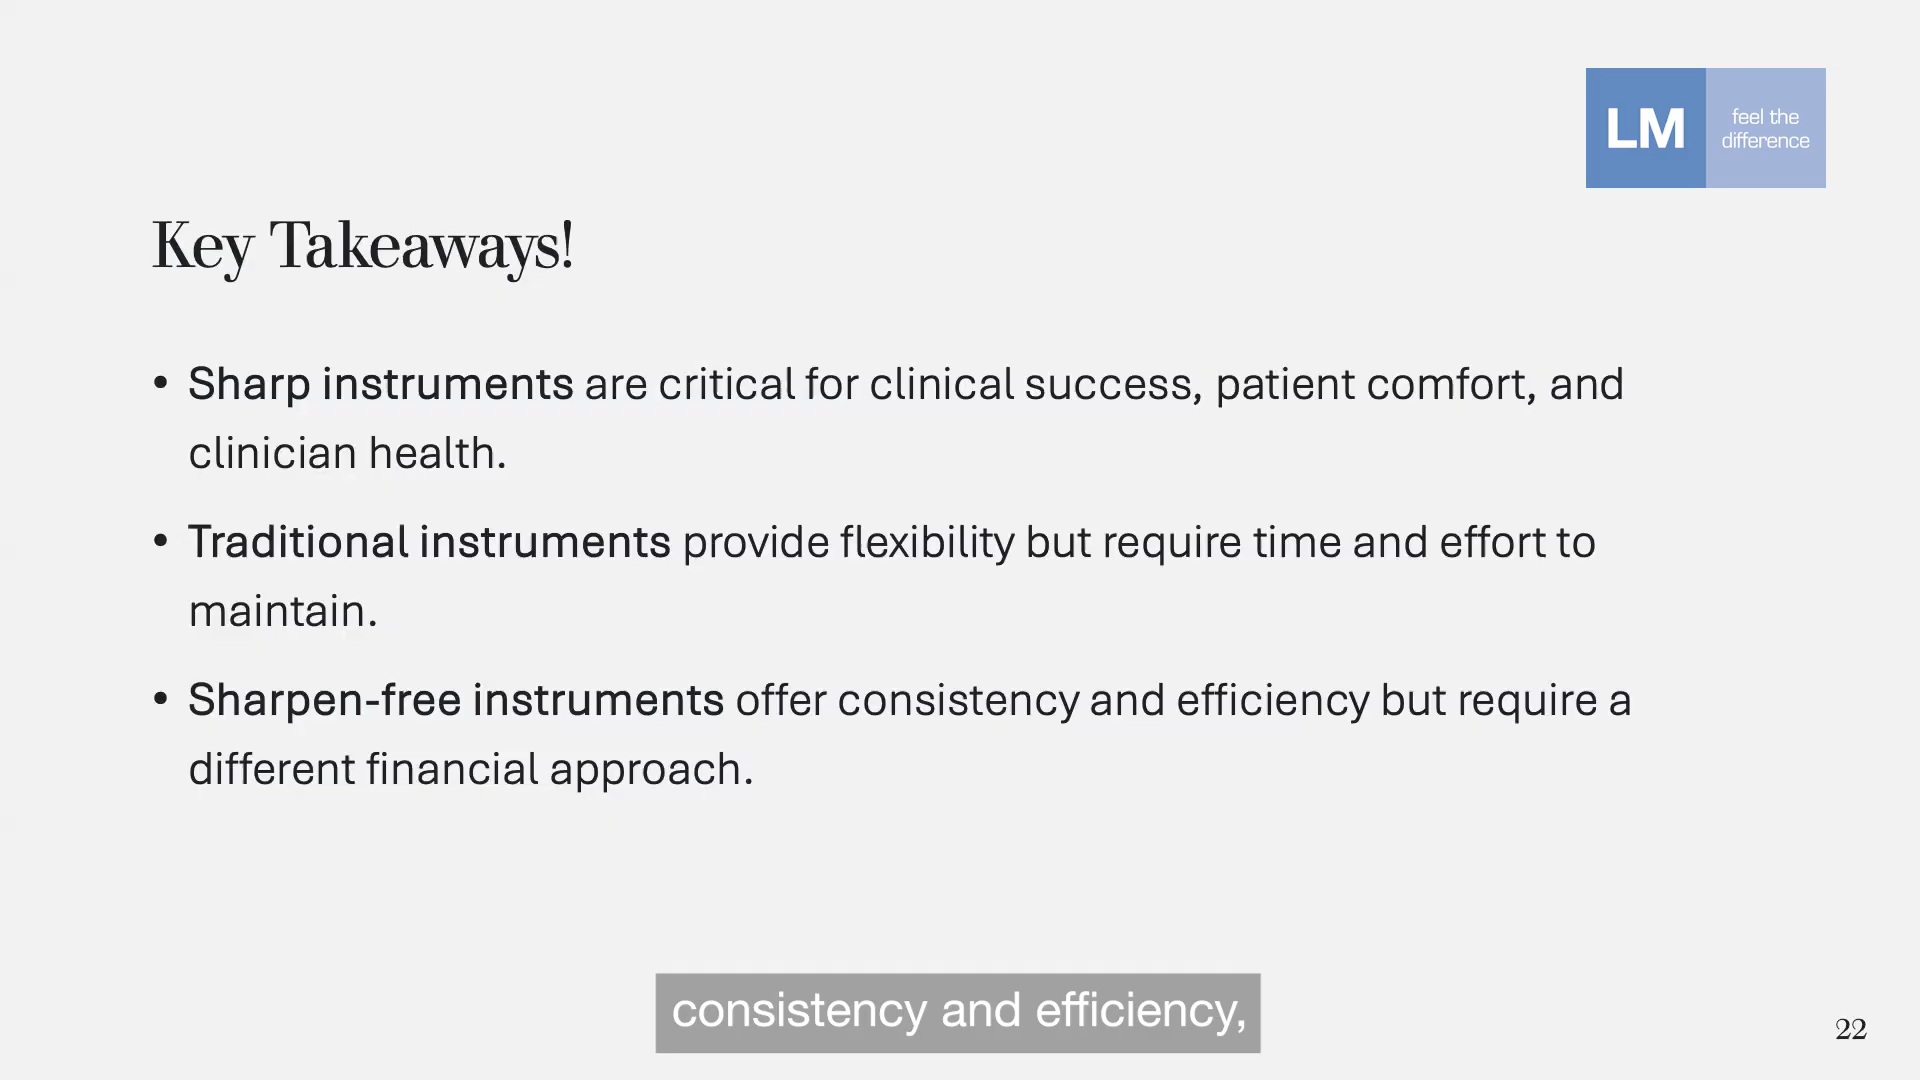 LM
feel the
difference
Key Takeaways!
• Sharp instruments are critical for clinical success, patient comfort, and
clinician health.
• Traditional instruments provide flexibility but require time and effort to
maintain.
• Sharpen-free instruments offer consistency and efficiency but require a
different financial approach.
consistency and efficiency,
22